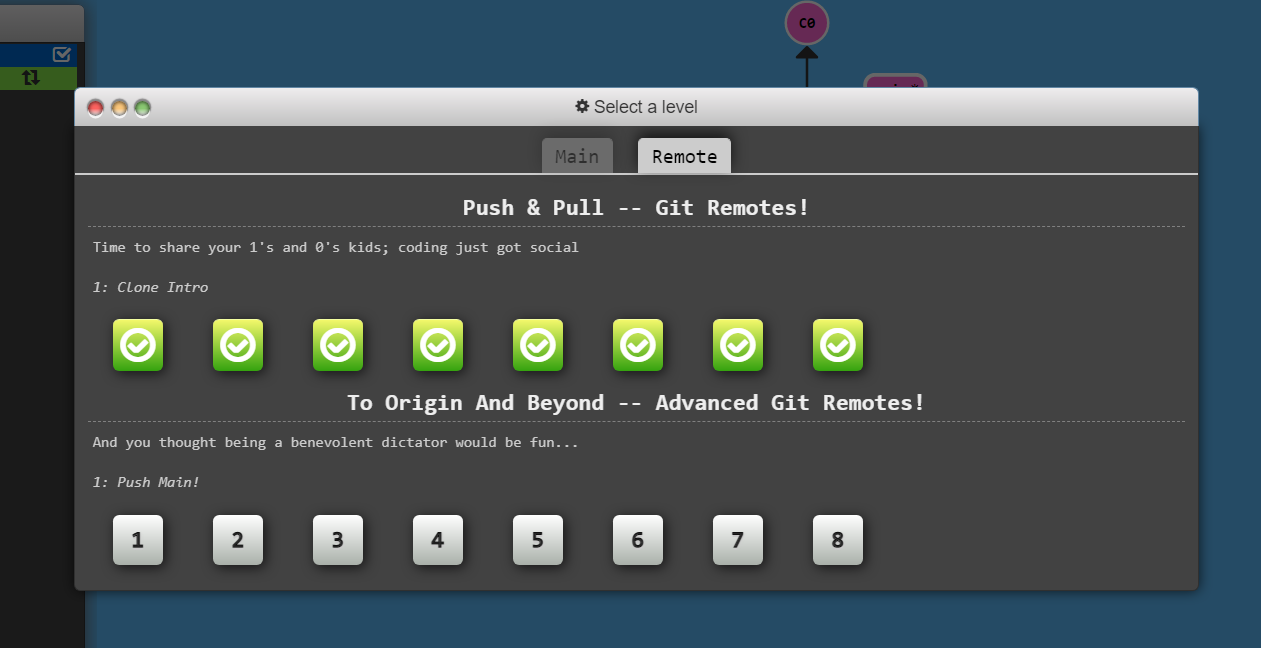 C0
Select a level
Main
Remote
Push & Pull -- Git Remotes!
Time to share your 1's and 0's kids; coding just got social
1: Clone Intro
To Origin And Beyond -- Advanced Git Remotes!
And you thought being a benevolent dictator would be fun...
1: Push Main!
1 2 3 4 5 6 7 8